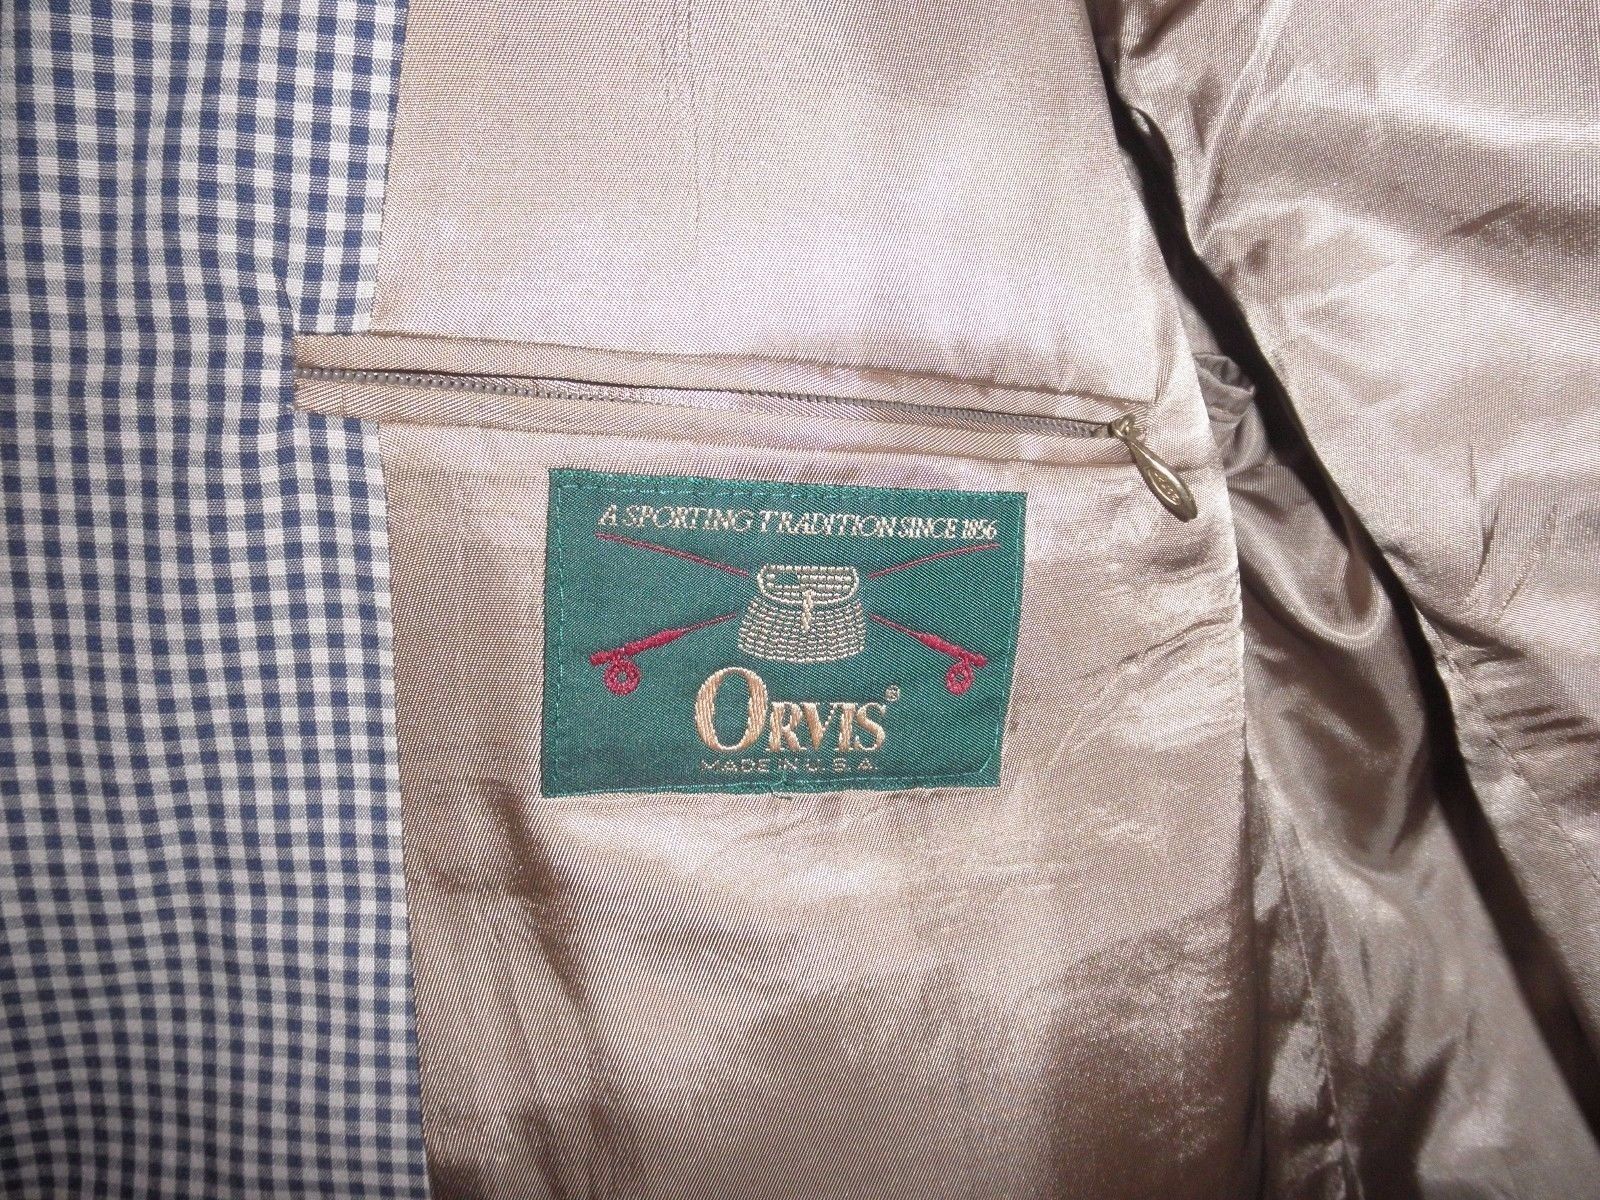 A SPORTING TRADITION SINCE 1856
ORVIS®
MADE IN U.S.A.